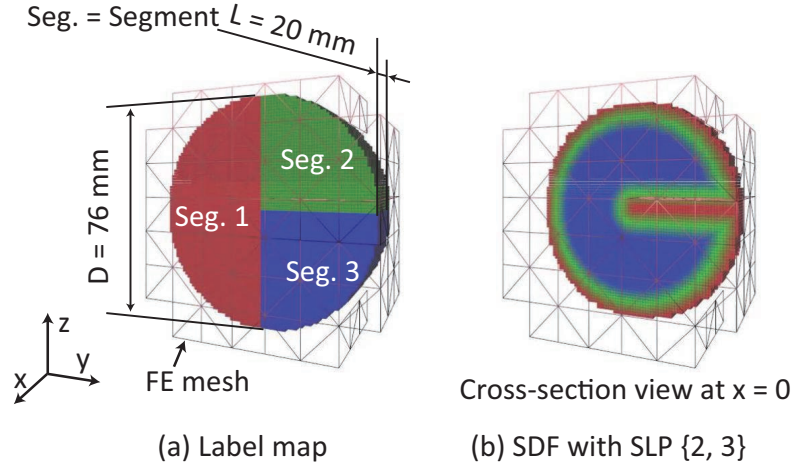 Seg. = Segment
L = 20 mm
D = 76 mm
Seg. 1
Seg. 2
Seg. 3
z
y
x
FE mesh
Cross-section view at x = 0
(a) Label map
(b) SDF with SLP {2, 3}